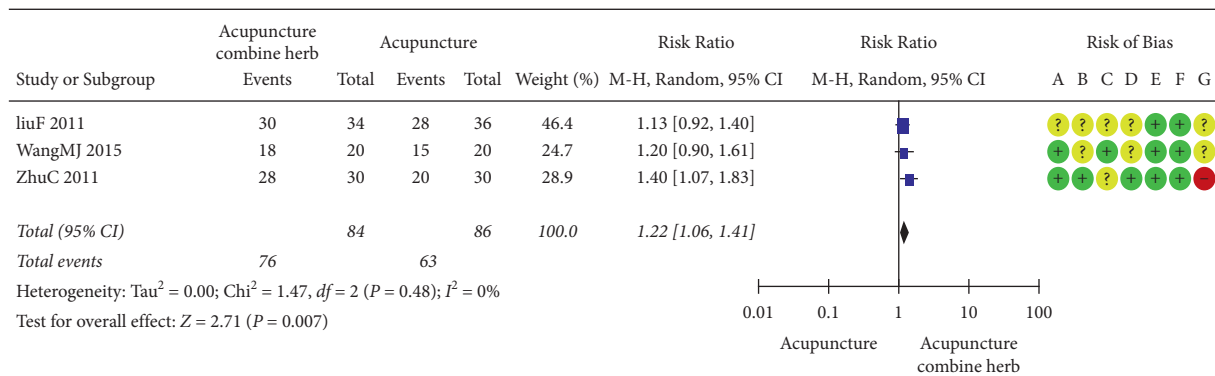 Acupuncture combine herb Acupuncture Risk Ratio Risk Ratio Risk of Bias
Study or Subgroup Events Total Events Total Weight (%) M-H, Random, 95% CI M-H, Random, 95% CI A B C D E F G
liuF 2011 30 34 28 36 46.4 1.13 [0.92, 1.40] ? ? ? ? + + ?
WangMJ 2015 18 20 15 20 24.7 1.20 [0.90, 1.61] + ? + ? + + ?
ZhuC 2011 28 30 20 30 28.9 1.40 [1.07, 1.83] + + ? + + + –
Total (95% CI) 84 86 100.0 1.22 [1.06, 1.41]
Total events 76 63
Heterogeneity: Tau² = 0.00; Chi² = 1.47, df = 2 (P = 0.48); I² = 0%
Test for overall effect: Z = 2.71 (P = 0.007)
0.01 0.1 1 10 100
Acupuncture Acupuncture combine herb